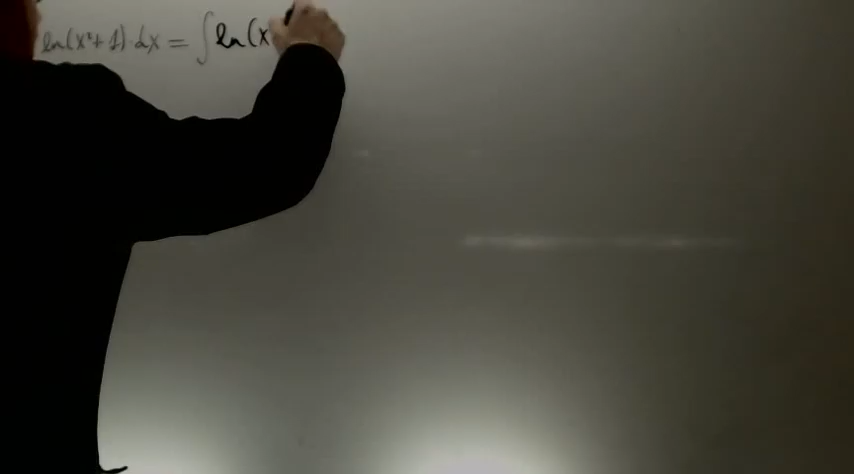 ln(x²+1)·dx = ∫ln(x